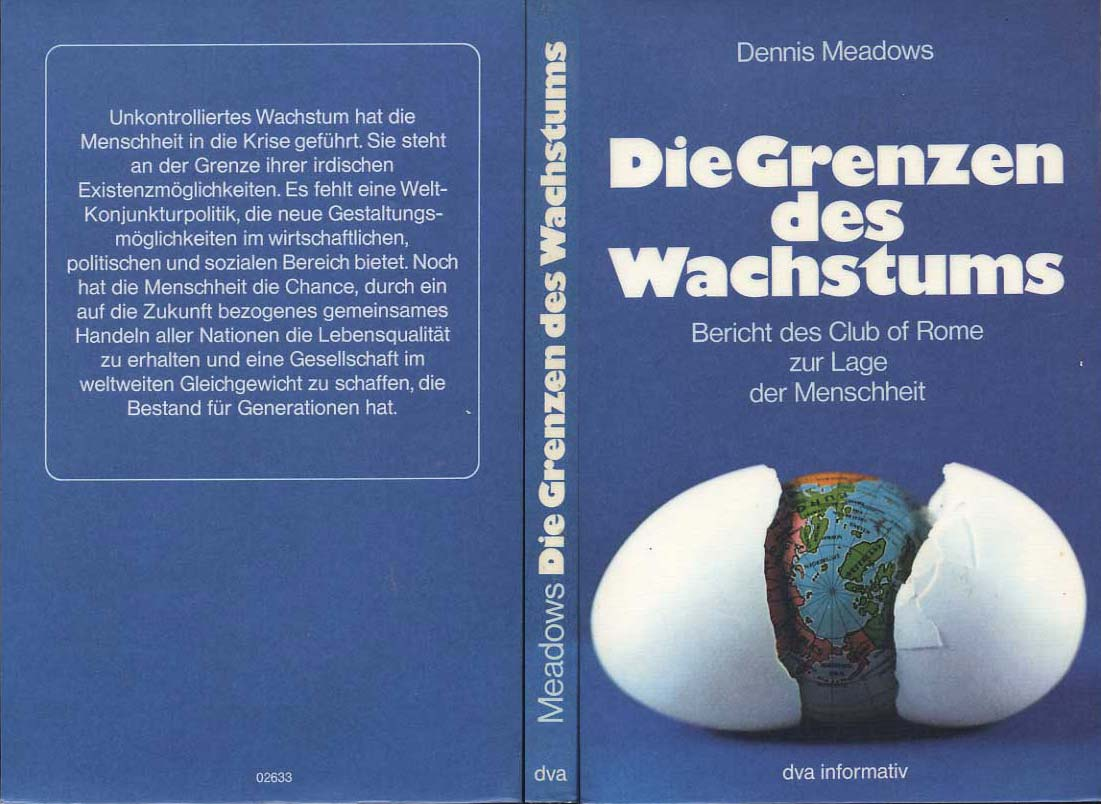 Unkontrolliertes Wachstum hat die
Menschheit in die Krise geführt. Sie steht
an der Grenze ihrer irdischen
Existenzmöglichkeiten. Es fehlt eine Welt-
Konjunkturpolitik, die neue Gestaltungs-
möglichkeiten im wirtschaftlichen,
politischen und sozialen Bereich bietet. Noch
hat die Menschheit die Chance, durch ein
auf die Zukunft bezogenes gemeinsames
Handeln aller Nationen die Lebensqualität
zu erhalten und eine Gesellschaft im
weltweiten Gleichgewicht zu schaffen, die
Bestand für Generationen hat.
02633
Meadows Die Grenzen des Wachstums
dva
Dennis Meadows
Die Grenzen
des
Wachstums
Bericht des Club of Rome
zur Lage
der Menschheit
dva informativ